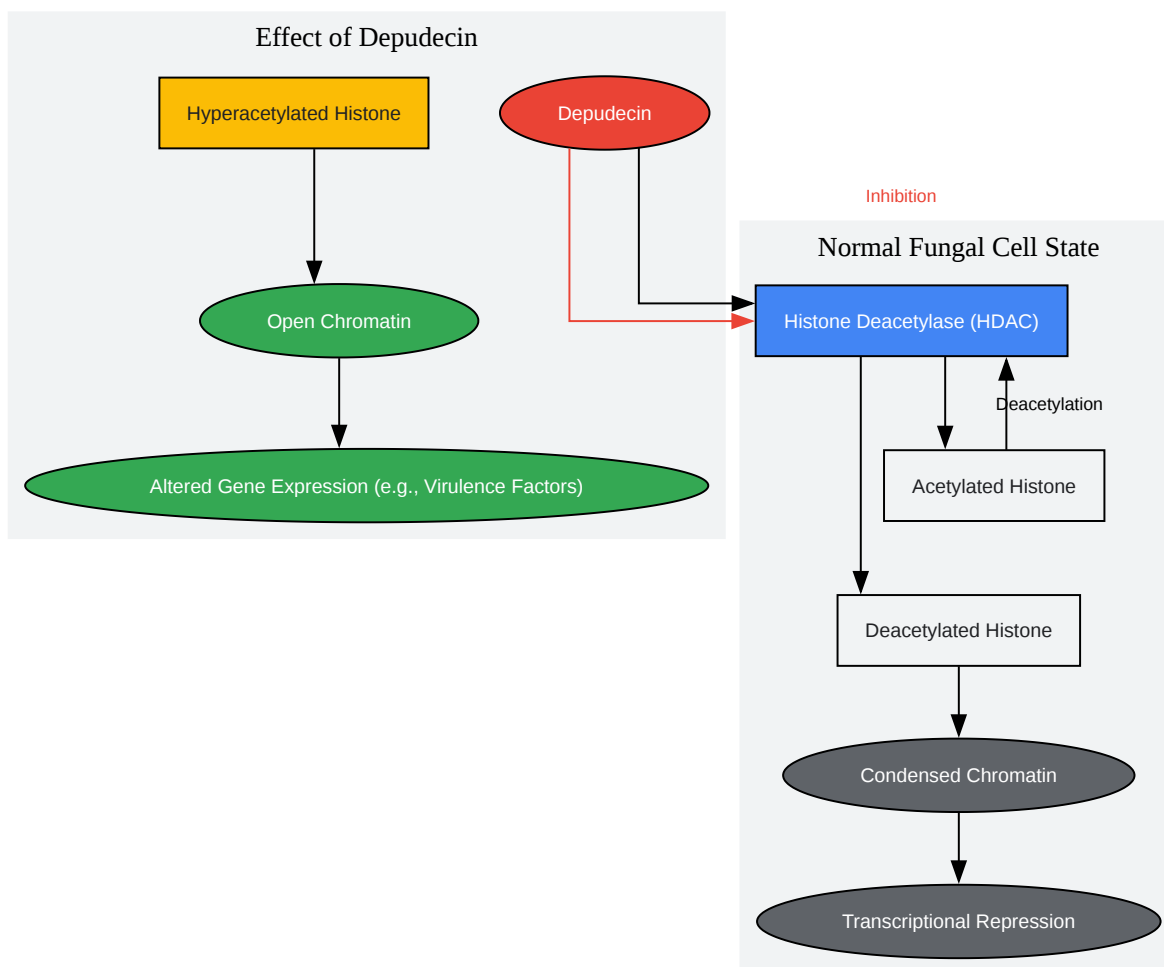 Effect of Depudecin
Hyperacetylated Histone
Depudecin
Open Chromatin
Altered Gene Expression (e.g., Virulence Factors)
Inhibition
Normal Fungal Cell State
Histone Deacetylase (HDAC)
Deacetylation
Acetylated Histone
Deacetylated Histone
Condensed Chromatin
Transcriptional Repression